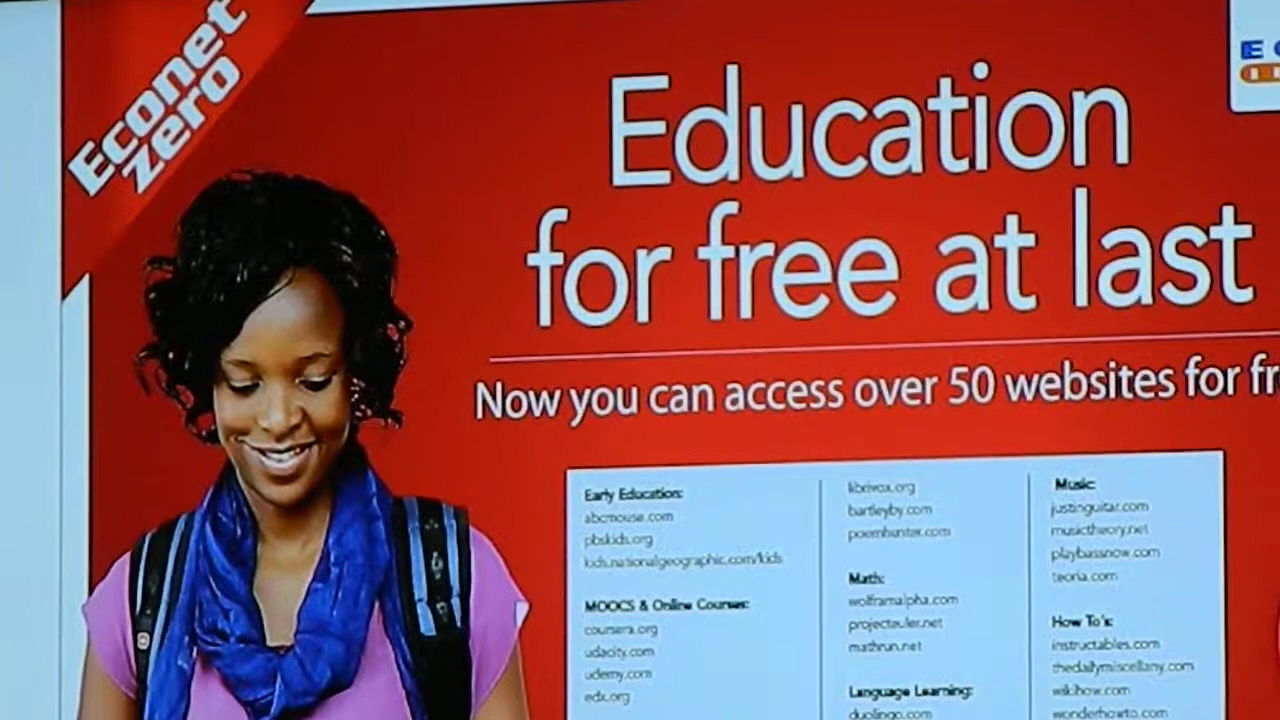 Econet
zero
Education
for free at last
Now you can access over 50 websites for
Early Education:
abcmouse.com
pbskids.org
kids.nationalgeographic.com/kids
MOOCS & Online Courses:
coursera.org
udacity.com
udemy.com
edx.org
librivox.org
bartleyby.com
poemhunter.com
Math:
wolframalpha.com
projecteuler.net
mathrun.net
Language Learning:
duolingo.com
Music:
justinguitar.com
musictheory.net
playbassnow.com
teoria.com
How To's:
instructables.com
thedailymiscellany.com
wikihow.com
wonderhowto.com